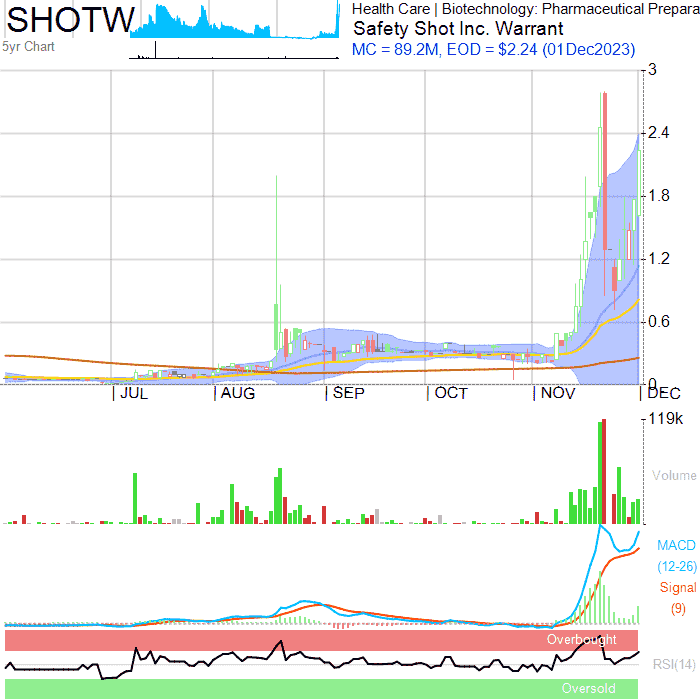 SHOTW
Health Care | Biotechnology: Pharmaceutical Prepara
Safety Shot Inc. Warrant
5yr Chart
MC = 89.2M, EOD = $2.24 (01Dec2023)
3
2.4
1.8
1.2
0.6
0
JUL
AUG
SEP
OCT
NOV
DEC
119k
Volume
MACD
(12-26)
Signal
(9)
Overbought
RSI(14)
Oversold